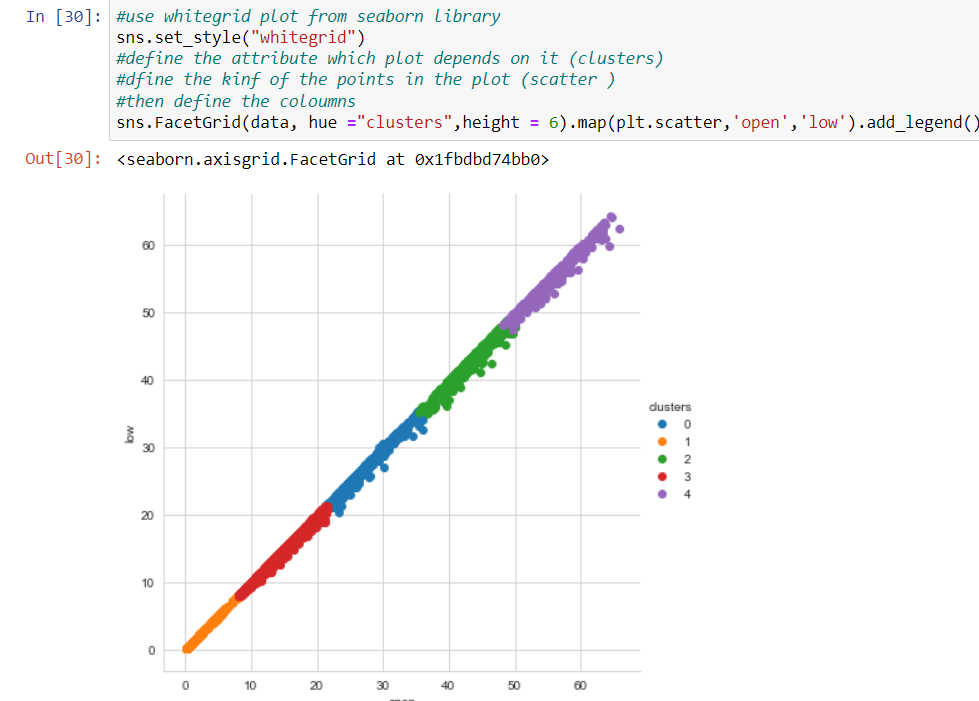 In [30]: #use whitegrid plot from seaborn library
sns.set_style("whitegrid")
#define the attribute which plot depends on it (clusters)
#dfine the kinf of the points in the plot (scatter )
#then define the coloumns
sns.FacetGrid(data, hue ="clusters",height = 6).map(plt.scatter,'open','low').add_legend()
Out[30]: <seaborn.axisgrid.FacetGrid at 0x1fbdbd74bb0>
60
50
40
30
20
10
0
low
clusters
0
1
2
3
4
0 10 20 30 40 50 60